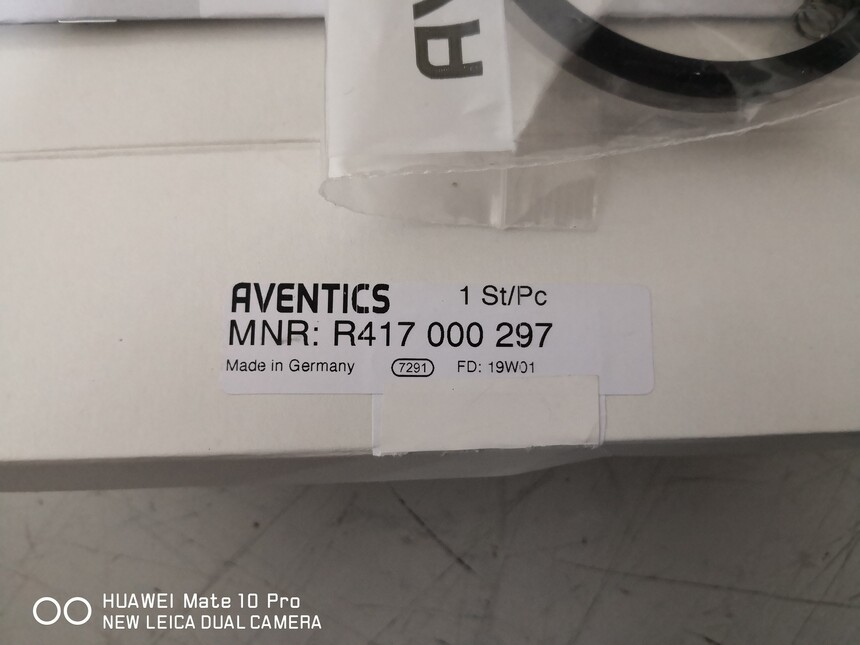 AV
AVENTICS 1 St/Pc
MNR: R417 000 297
Made in Germany 7291 FD: 19W01
HUAWEI Mate 10 Pro
NEW LEICA DUAL CAMERA